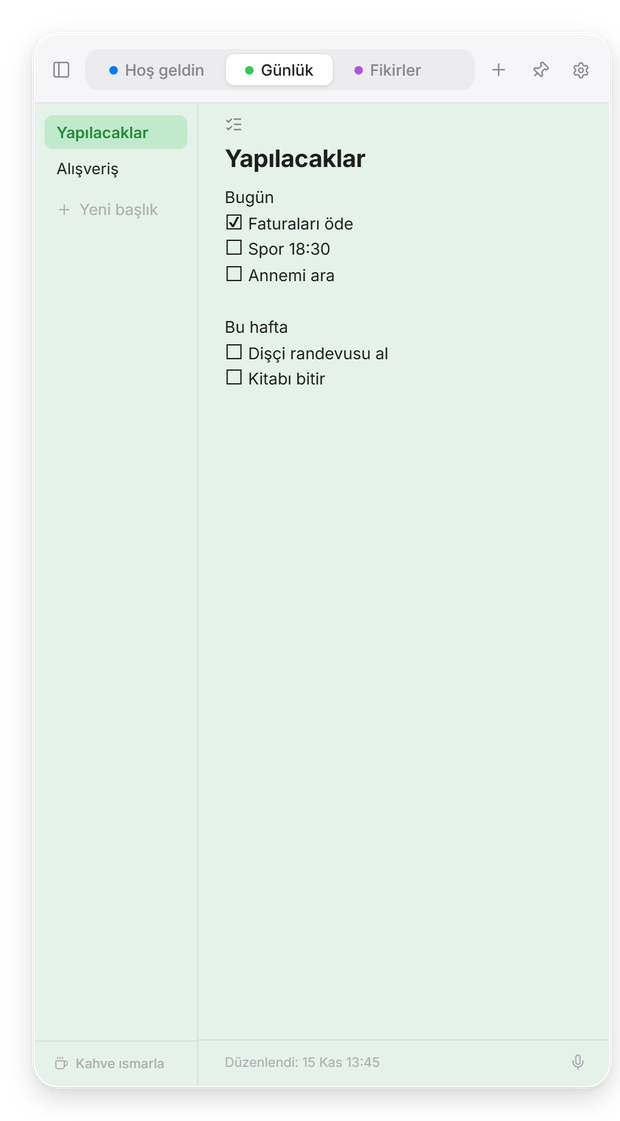 Hoş geldin
Günlük
Fikirler
Yapılacaklar
Alışveriş
Yeni başlık
Yapılacaklar
Bugün
Faturaları öde
Spor 18:30
Annemi ara
Bu hafta
Dişçi randevusu al
Kitabı bitir
Kahve ısmarla
Düzenlendi: 15 Kas 13:45